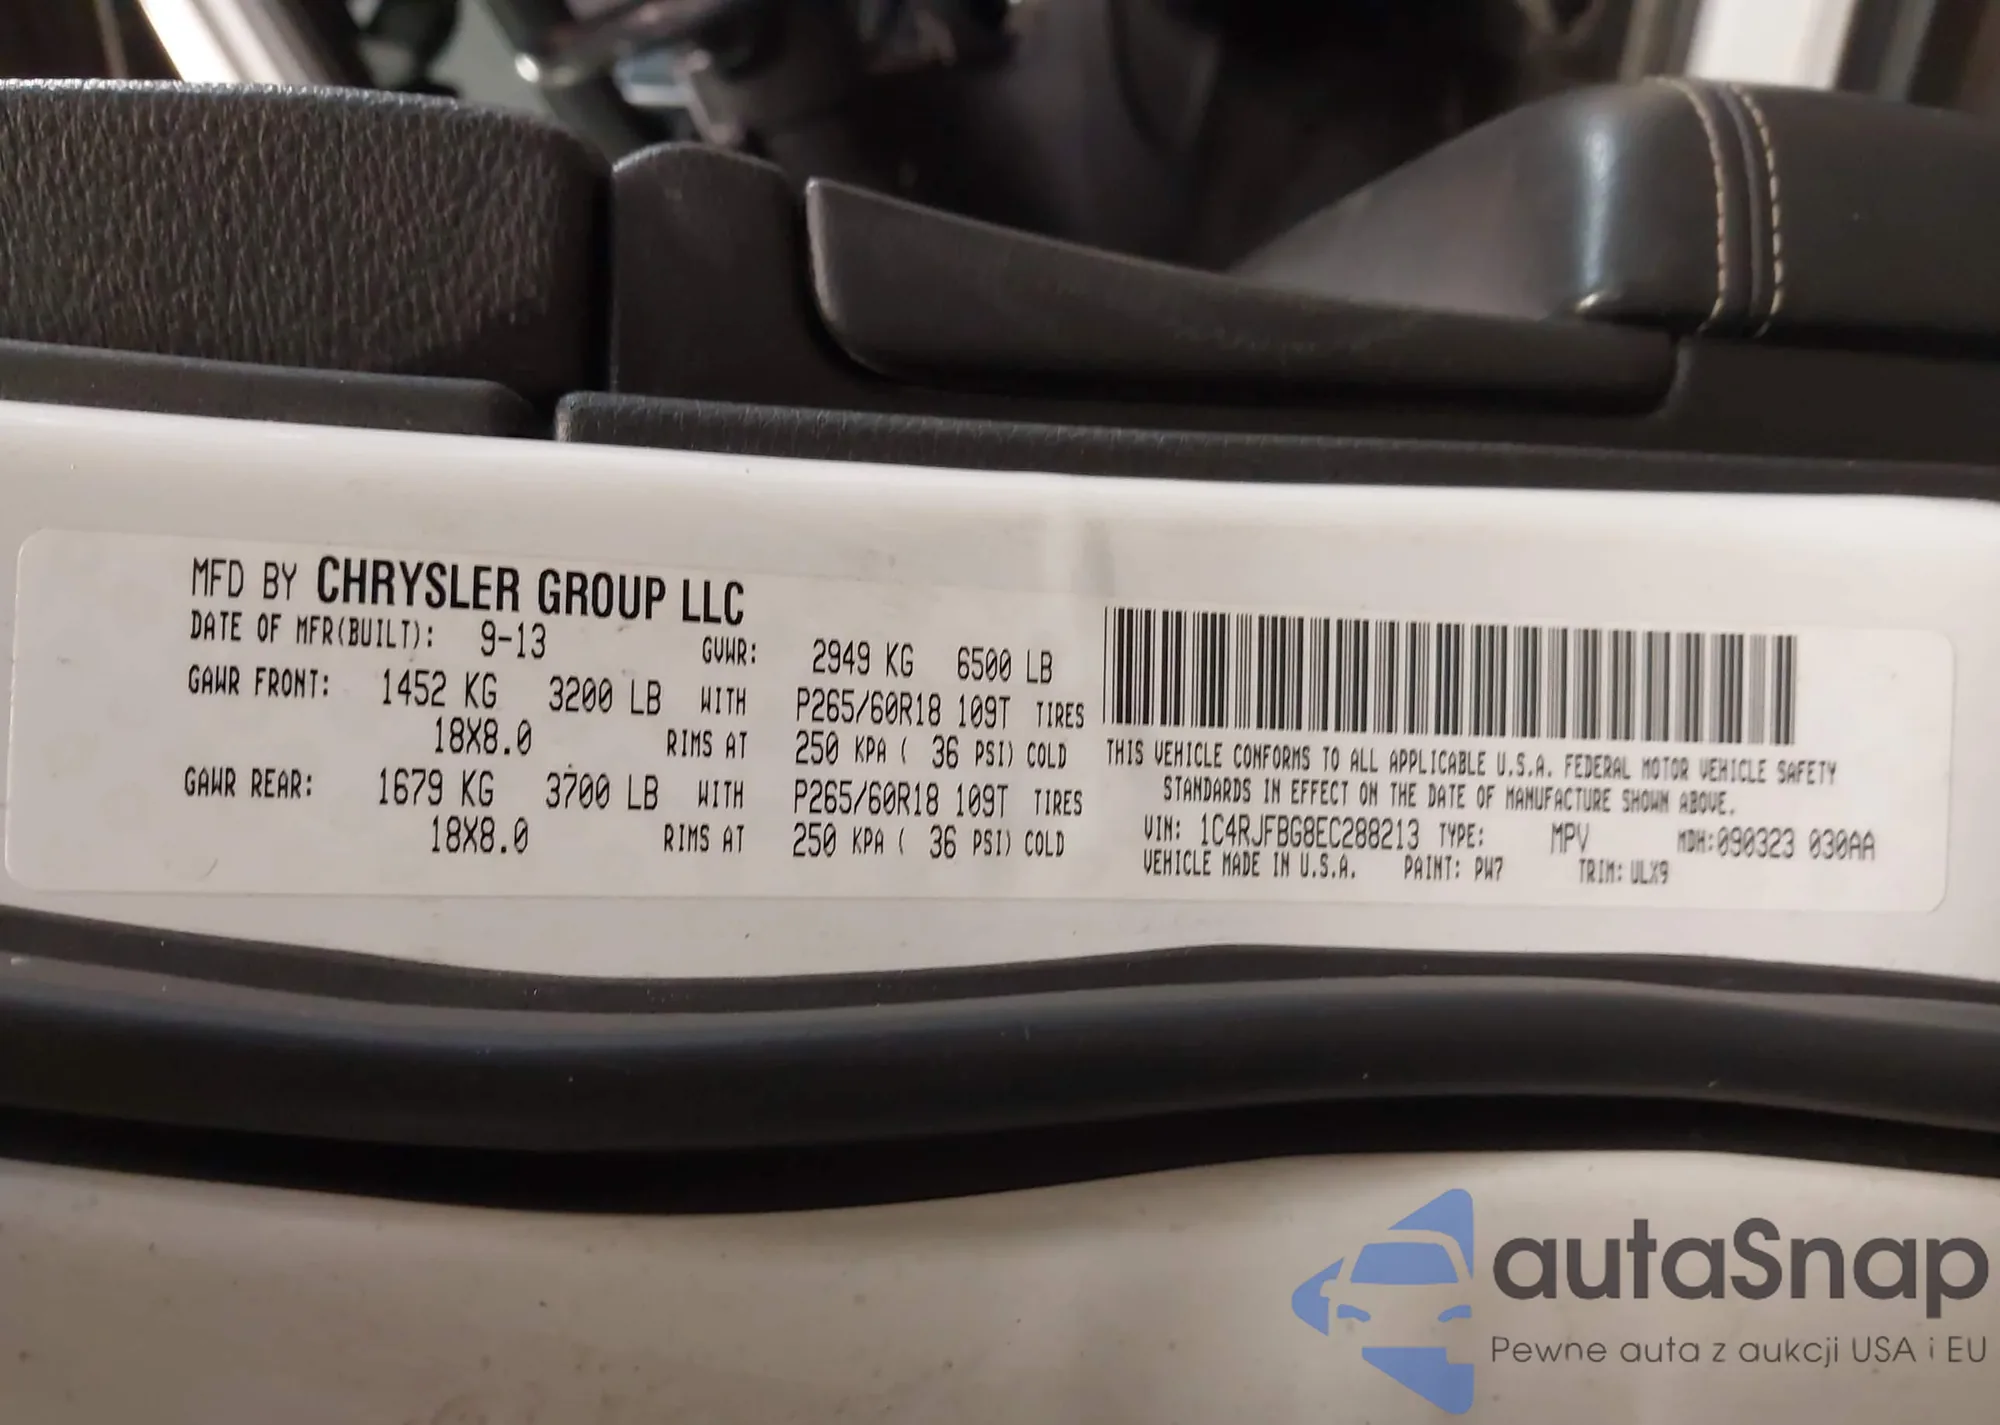 MFD BY CHRYSLER GROUP LLC
DATE OF MFR(BUILT): 9-13 GVWR: 2949 KG 6500 LB
GAWR FRONT: 1452 KG 3200 LB WITH P265/60R18 109T TIRES
18X8.0 RIMS AT 250 KPA ( 36 PSI) COLD
GAWR REAR: 1679 KG 3700 LB WITH P265/60R18 109T TIRES
18X8.0 RIMS AT 250 KPA ( 36 PSI) COLD
THIS VEHICLE CONFORMS TO ALL APPLICABLE U.S.A. FEDERAL MOTOR VEHICLE SAFETY
STANDARDS IN EFFECT ON THE DATE OF MANUFACTURE SHOWN ABOVE.
VIN: 1C4RJFBG8EC288213 TYPE: MPV MDH:090323 030AA
VEHICLE MADE IN U.S.A. PAINT: PW7 TRIM: ULX9
autaSnap
Pewne auta z aukcji USA i EU